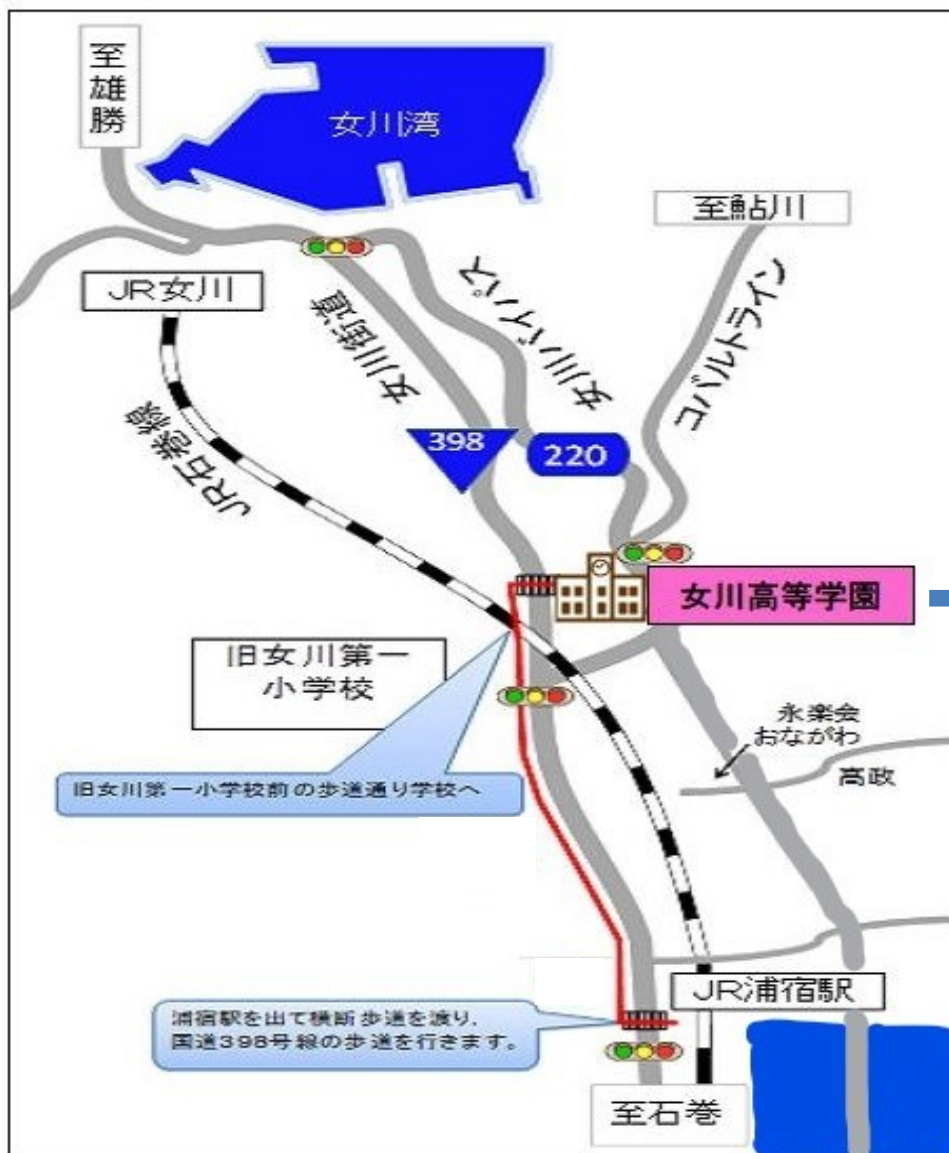 至雄勝
女川湾
至鮎川
JR女川
女川街道
女川バイパス
コバルトライン
JR石巻線
398
220
女川高等学園
旧女川第一
小学校
永楽会
おながわ
高政
旧女川第一小学校前の歩道通り学校へ
JR浦宿駅
浦宿駅を出て横断歩道を渡り、
国道398号線の歩道を行きます。
至石巻